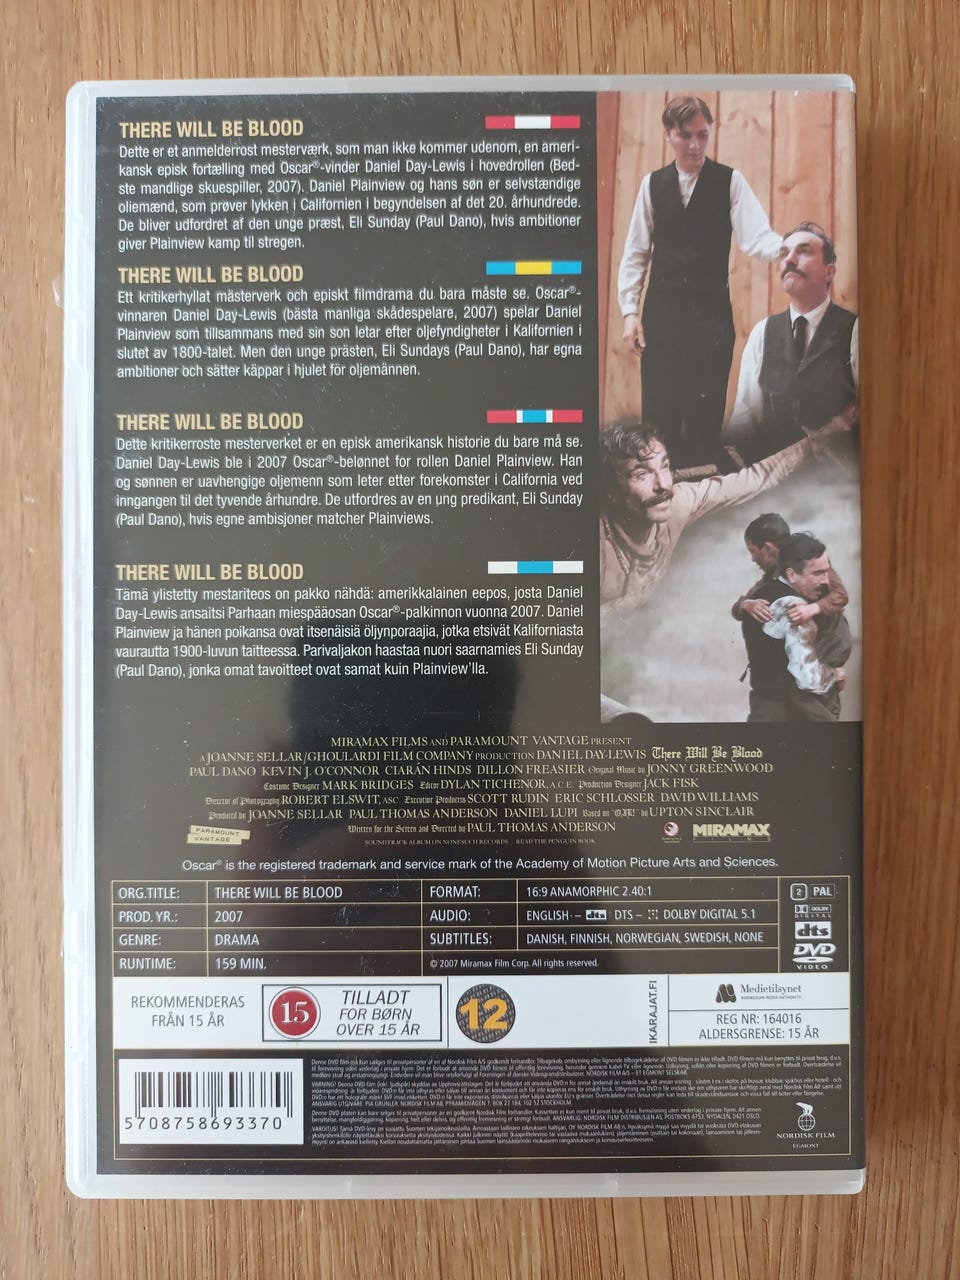 THERE WILL BE BLOOD
Dette er et anmelderrost mesterværk, som man ikke kommer udenom, en ameri-
kansk episk fortælling med Oscar®-vinder Daniel Day-Lewis i hovedrollen (Bed-
ste mandlige skuespiller, 2007). Daniel Plainview og hans søn er selvstændige
oliemænd, som prøver lykken i Californien i begyndelsen af det 20. århundrede.
De bliver udfordret af den unge præst, Eli Sunday (Paul Dano), hvis ambitioner
giver Plainview kamp til stregen.
THERE WILL BE BLOOD
Ett kritikerhyllat mästerverk och episkt filmdrama du bara måste se. Oscar®-
vinnaren Daniel Day-Lewis (bästa manliga skådespelare, 2007) spelar Daniel
Plainview som tillsammans med sin son letar efter oljefyndigheter i Kalifornien i
slutet av 1800-talet. Men den unge prästen, Eli Sundays (Paul Dano), har egna
ambitioner och sätter käppar i hjulet för oljemännen.
THERE WILL BE BLOOD
Dette kritikerroste mesterverket er en episk amerikansk historie du bare må se.
Daniel Day-Lewis ble i 2007 Oscar®-belønnet for rollen Daniel Plainview. Han
og sønnen er uavhengige oljemenn som leter etter forekomster i California ved
inngangen til det tyvende århundre. De utfordres av en ung predikant, Eli Sunday
(Paul Dano), hvis egne ambisjoner matcher Plainviews.
THERE WILL BE BLOOD
Tämä ylistetty mestariteos on pakko nähdä: amerikkalainen eepos, josta Daniel
Day-Lewis ansaitsi Parhaan miespääosan Oscar®-palkinnon vuonna 2007. Daniel
Plainview ja hänen poikansa ovat itsenäisiä öljynporaajia, jotka etsivät Kaliforniasta
vaurautta 1900-luvun taitteessa. Parivaljakon haastaa nuori saarnamies Eli Sunday
(Paul Dano), jonka omat tavoitteet ovat samat kuin Plainview'lla.
MIRAMAX FILMS AND PARAMOUNT VANTAGE PRESENT
A JOANNE SELLAR/GHOULARDI FILM COMPANY PRODUCTION DANIEL DAY-LEWIS There Will Be Blood
PAUL DANO KEVIN J. O'CONNOR CIARÁN HINDS DILLON FREASIER Original Music by JONNY GREENWOOD
Costume Designer MARK BRIDGES Editor DYLAN TICHENOR, A.C.E. Production Designer JACK FISK
Director of Photography ROBERT ELSWIT, ASC Executive Producers SCOTT RUDIN ERIC SCHLOSSER DAVID WILLIAMS
Produced by JOANNE SELLAR PAUL THOMAS ANDERSON DANIEL LUPI Based on "OIL!" by UPTON SINCLAIR
PARAMOUNT VANTAGE Written for the Screen and Directed by PAUL THOMAS ANDERSON MIRAMAX FILMS
SOUNDTRACK ALBUM ON NONESUCH RECORDS READ THE PENGUIN BOOK
Oscar® is the registered trademark and service mark of the Academy of Motion Picture Arts and Sciences.
ORG.TITLE: THERE WILL BE BLOOD FORMAT: 16:9 ANAMORPHIC 2.40:1 2 PAL
PROD. YR.: 2007 AUDIO: ENGLISH – dts DTS – DOLBY DIGITAL 5.1 DOLBY DIGITAL
GENRE: DRAMA SUBTITLES: DANISH, FINNISH, NORWEGIAN, SWEDISH, NONE dts
RUNTIME: 159 MIN. © 2007 Miramax Film Corp. All rights reserved. DVD VIDEO
REKOMMENDERAS
FRÅN 15 ÅR
15
TILLADT
FOR BØRN
OVER 15 ÅR
12
IKARAJAT.FI
Medietilsynet
NORWEGIAN MEDIA AUTHORITY
REG NR: 164016
ALDERSGRENSE: 15 ÅR
5708758693370
NORDISK FILM
EGMONT